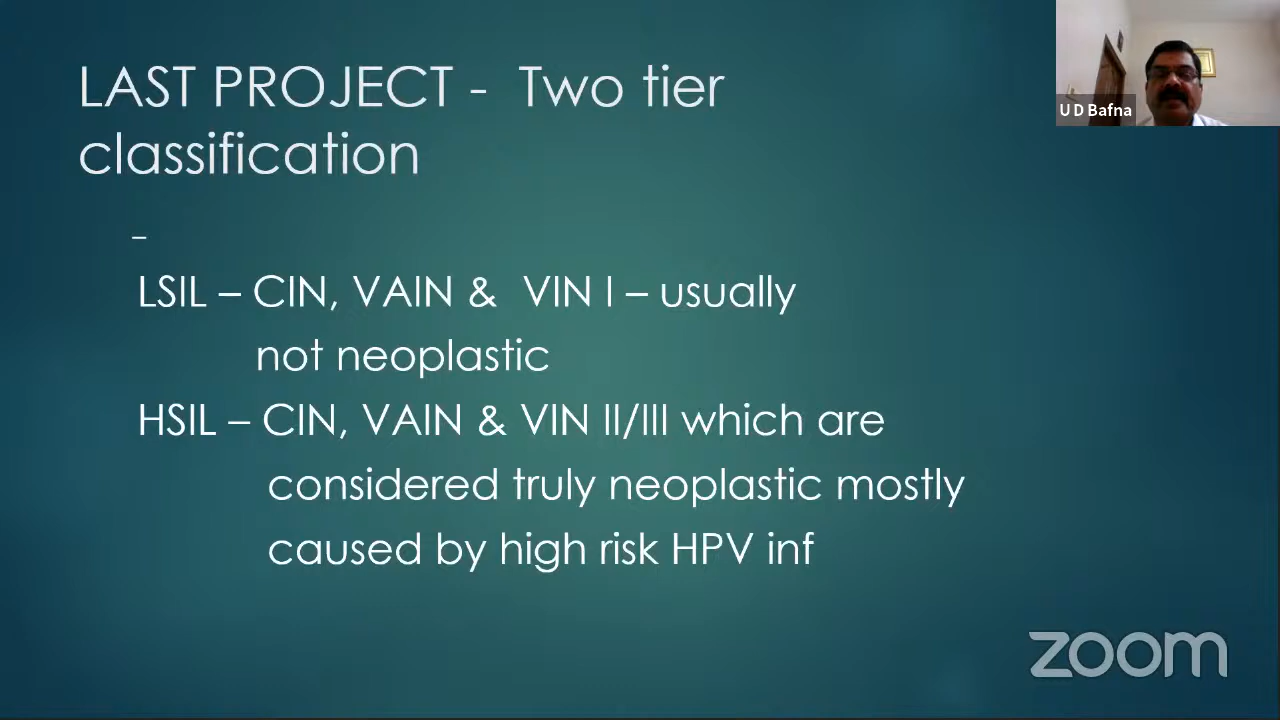 LAST PROJECT - Two tier
classification
U D Bafna
–
LSIL – CIN, VAIN & VIN I – usually
not neoplastic
HSIL – CIN, VAIN & VIN II/III which are
considered truly neoplastic mostly
caused by high risk HPV inf
zoom